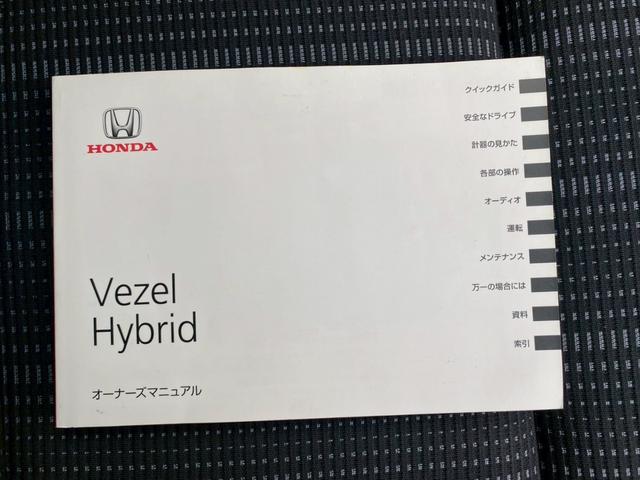 HONDA
Vezel
Hybrid
オーナーズマニュアル
クイックガイド
安全なドライブ
計器の見かた
各部の操作
オーディオ
運転
メンテナンス
万一の場合には
資料
索引